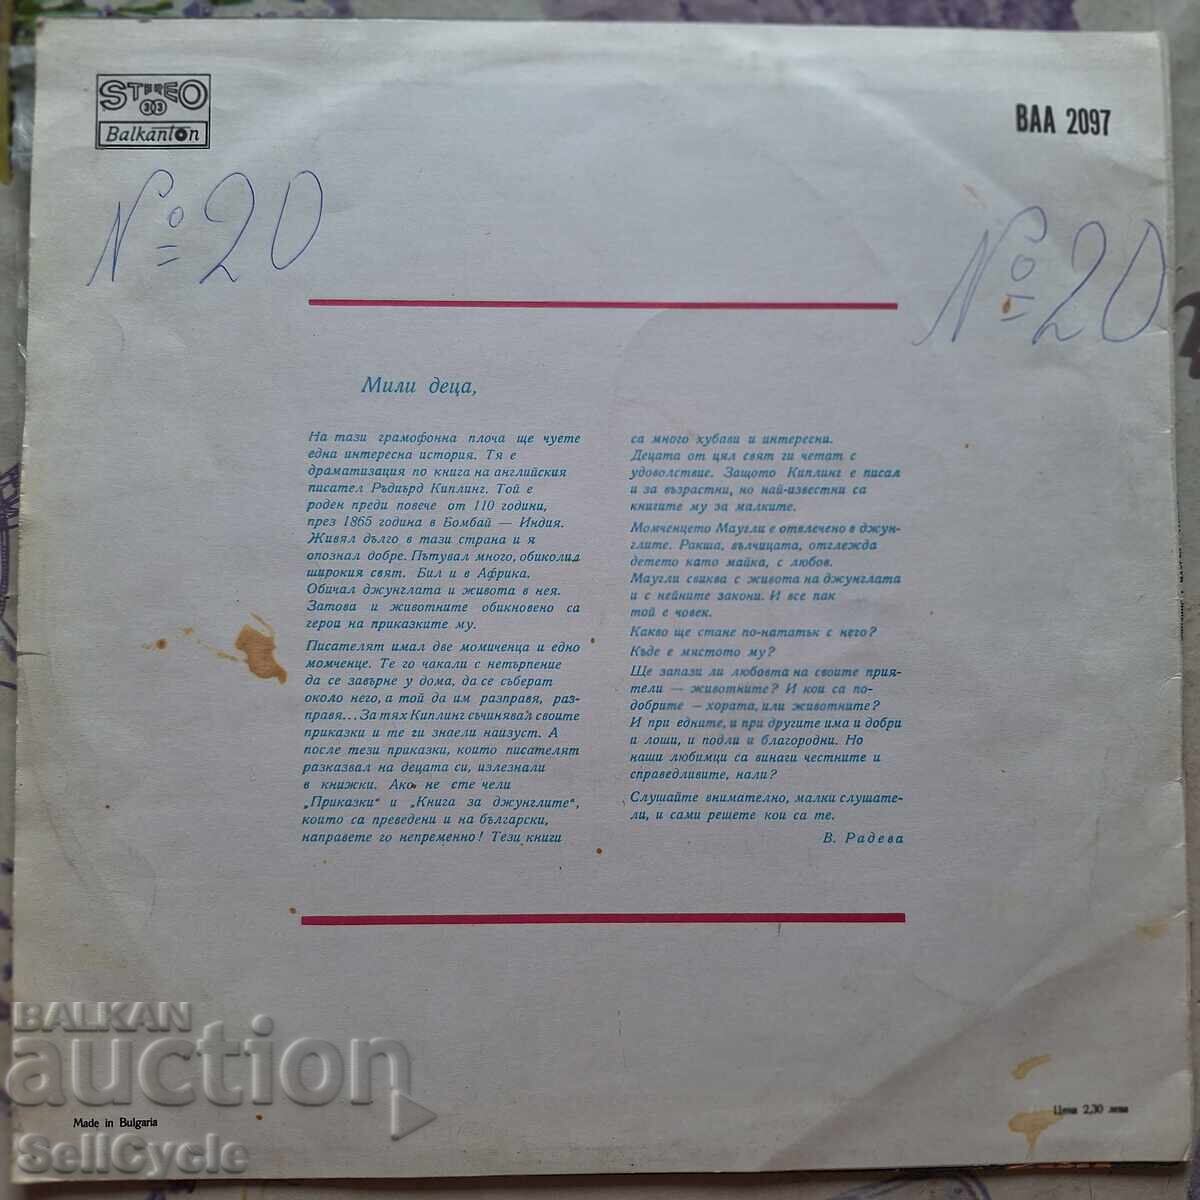 STEREO
33
Balkanton
ВАА 2097
№ 20
№ 20
Мили деца,
На тази грамофонна плоча ще чуете
една интересна история. Тя е
драматизация по книга на английския
писател Ръдиърд Киплинг. Той е
роден преди повече от 110 години,
през 1865 година в Бомбай — Индия.
Живял дълго в тази страна и я
опознал добре. Пътувал много, обиколил
широкия свят. Бил и в Африка.
Обичал джунглата и живота в нея.
Затова и животните обикновено са
герои на приказките му.
Писателят имал две момиченца и едно
момченце. Те го чакали с нетърпение
да се завърне у дома, да се съберат
около него, а той да им разправя, раз-
правя... За тях Киплинг съчинявал своите
приказки и те ги знаели наизуст. А
после тези приказки, които писателят
разказвал на децата си, излезнали
в книжки. Ако не сте чели
„Приказки“ и „Книга за джунглите“,
които са преведени и на български,
направете го непременно! Тези книги
са много хубави и интересни.
Децата от цял свят ги четат с
удоволствие. Защото Киплинг е писал
и за възрастни, но най-известни са
книгите му за малките.
Момченцето Маугли е отвлечено в джун-
глите. Ракша, вълчицата, отглежда
детето като майка, с любов.
Маугли свиква с живота на джунглата
и с нейните закони. И все пак
той е човек.
Какво ще стане по-нататък с него?
Къде е мястото му?
Ще запази ли любовта на своите прия-
тели — животните? И кои са по-
добрите — хората, или животните?
И при едните, и при другите има и добри
и лоши, и подли и благородни. Но
наши любимци са винаги честните и
справедливите, нали?
Слушайте внимателно, малки слушате-
ли, и сами решете кои са те.
В. Радева
BALKAN
auction
Made in Bulgaria
Цена 2,30 лева
SellCycle